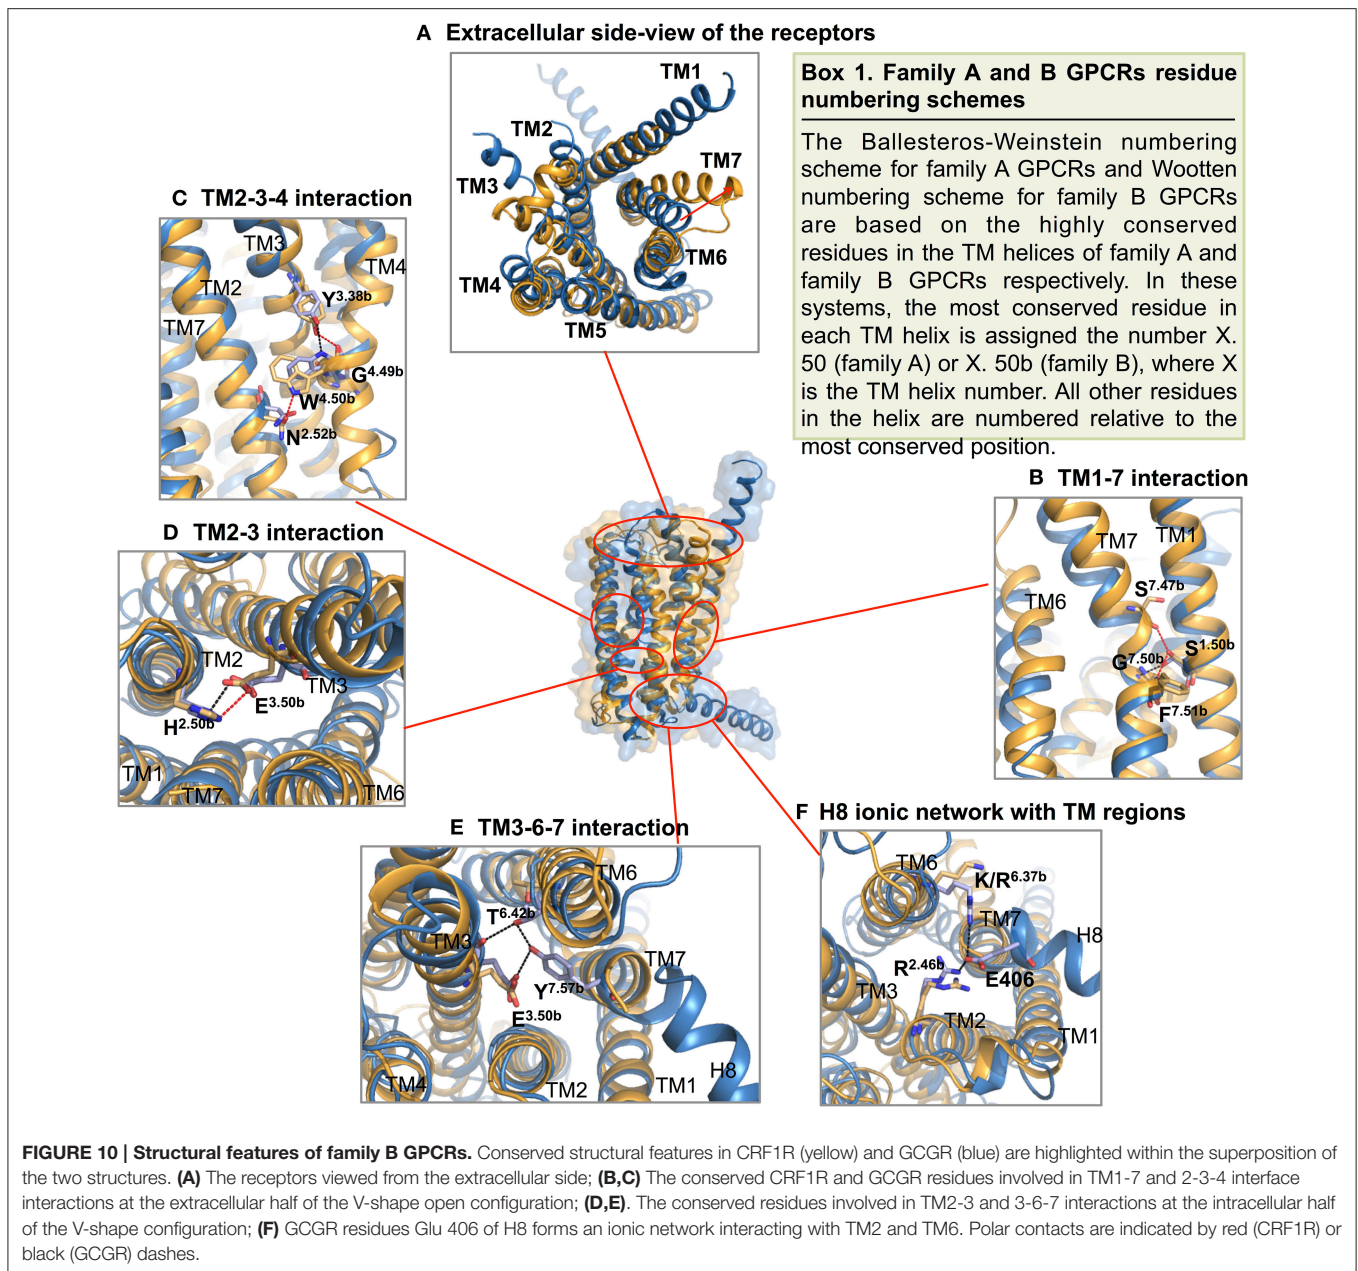 A Extracellular side-view of the receptors
TM1
TM2
TM7
TM3
TM6
TM4
TM5
Box 1. Family A and B GPCRs residue
numbering schemes
The Ballesteros-Weinstein numbering
scheme for family A GPCRs and Wootten
numbering scheme for family B GPCRs
are based on the highly conserved
residues in the TM helices of family A and
family B GPCRs respectively. In these
systems, the most conserved residue in
each TM helix is assigned the number X.
50 (family A) or X. 50b (family B), where X
is the TM helix number. All other residues
in the helix are numbered relative to the
most conserved position.
C TM2-3-4 interaction
TM3
TM4
TM2
Y3.38b
TM7
G4.49b
W4.50b
N2.52b
B TM1-7 interaction
TM7
TM1
TM6
S7.47b
S1.50b
G7.50b
F7.51b
D TM2-3 interaction
TM2
TM3
E3.50b
H2.50b
TM1
TM7
TM6
E TM3-6-7 interaction
TM6
T6.42b
TM3
TM7
Y7.57b
E3.50b
TM4
TM2
TM1
H8
F H8 ionic network with TM regions
TM6
K/R6.37b
TM7
H8
R2.46b
E406
TM3
TM2
TM1
FIGURE 10 | Structural features of family B GPCRs. Conserved structural features in CRF1R (yellow) and GCGR (blue) are highlighted within the superposition of
the two structures. (A) The receptors viewed from the extracellular side; (B,C) The conserved CRF1R and GCGR residues involved in TM1-7 and 2-3-4 interface
interactions at the extracellular half of the V-shape open configuration; (D,E). The conserved residues involved in TM2-3 and 3-6-7 interactions at the intracellular half
of the V-shape configuration; (F) GCGR residues Glu 406 of H8 forms an ionic network interacting with TM2 and TM6. Polar contacts are indicated by red (CRF1R) or
black (GCGR) dashes.